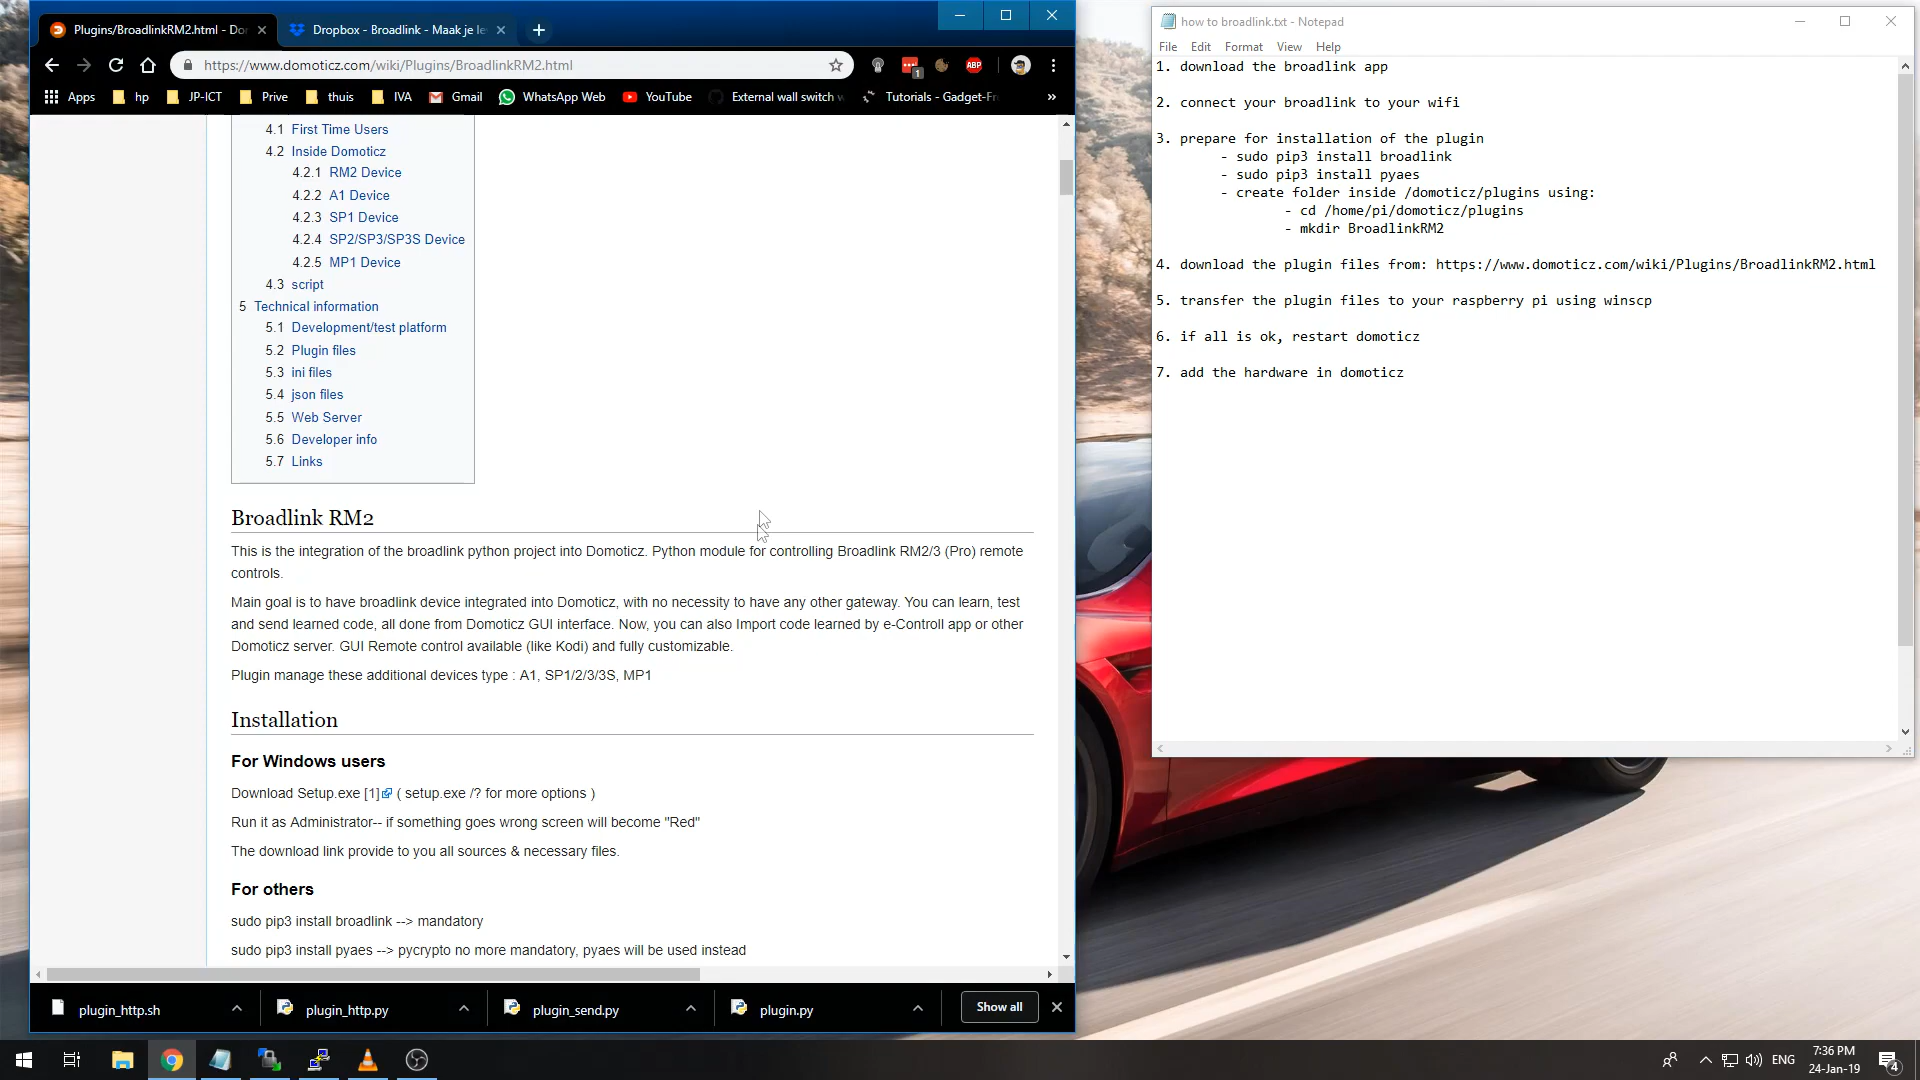 Plugins/BroadlinkRM2.html - Do
Dropbox - Broadlink - Maak je le
https://www.domoticz.com/wiki/Plugins/BroadlinkRM2.html
1
ABP
Apps
hp
JP-ICT
Prive
thuis
IVA
Gmail
WhatsApp Web
YouTube
External wall switch
Tutorials - Gadget-Fr
»
4.1 First Time Users
4.2 Inside Domoticz
4.2.1 RM2 Device
4.2.2 A1 Device
4.2.3 SP1 Device
4.2.4 SP2/SP3/SP3S Device
4.2.5 MP1 Device
4.3 script
5 Technical information
5.1 Development/test platform
5.2 Plugin files
5.3 ini files
5.4 json files
5.5 Web Server
5.6 Developer info
5.7 Links
Broadlink RM2
This is the integration of the broadlink python project into Domoticz. Python module for controlling Broadlink RM2/3 (Pro) remote
controls.
Main goal is to have broadlink device integrated into Domoticz, with no necessity to have any other gateway. You can learn, test
and send learned code, all done from Domoticz GUI interface. Now, you can also Import code learned by e-Controll app or other
Domoticz server. GUI Remote control available (like Kodi) and fully customizable.
Plugin manage these additional devices type : A1, SP1/2/3/3S, MP1
Installation
For Windows users
Download Setup.exe [1] ( setup.exe /? for more options )
Run it as Administrator-- if something goes wrong screen will become "Red"
The download link provide to you all sources & necessary files.
For others
sudo pip3 install broadlink --> mandatory
sudo pip3 install pyaes --> pycrypto no more mandatory, pyaes will be used instead
plugin_http.sh
plugin_http.py
plugin_send.py
plugin.py
Show all
how to broadlink.txt - Notepad
File Edit Format View Help
1. download the broadlink app
2. connect your broadlink to your wifi
3. prepare for installation of the plugin
- sudo pip3 install broadlink
- sudo pip3 install pyaes
- create folder inside /domoticz/plugins using:
- cd /home/pi/domoticz/plugins
- mkdir BroadlinkRM2
4. download the plugin files from: https://www.domoticz.com/wiki/Plugins/BroadlinkRM2.html
5. transfer the plugin files to your raspberry pi using winscp
6. if all is ok, restart domoticz
7. add the hardware in domoticz
ENG
7:36 PM
24-Jan-19
4